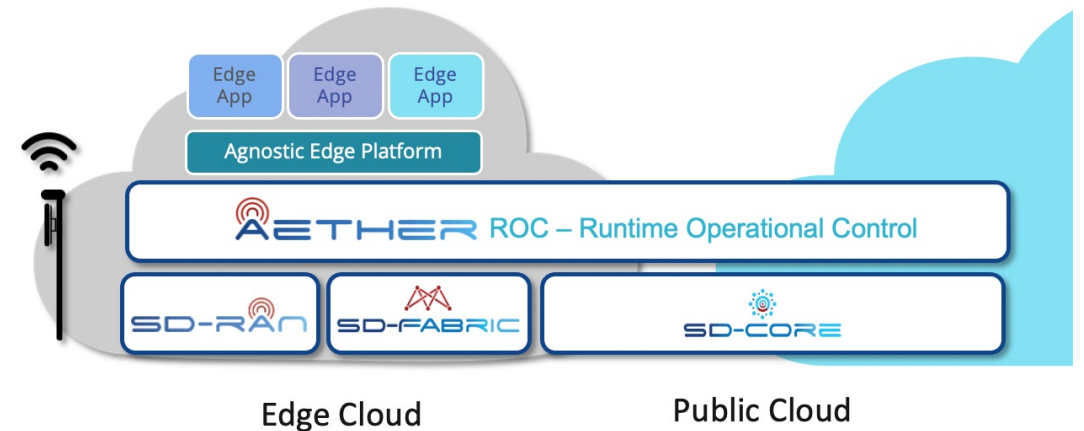 Edge App
Edge App
Edge App
Agnostic Edge Platform
AETHER ROC – Runtime Operational Control
SD-RAN
SD-FABRIC
SD-CORE
Edge Cloud
Public Cloud